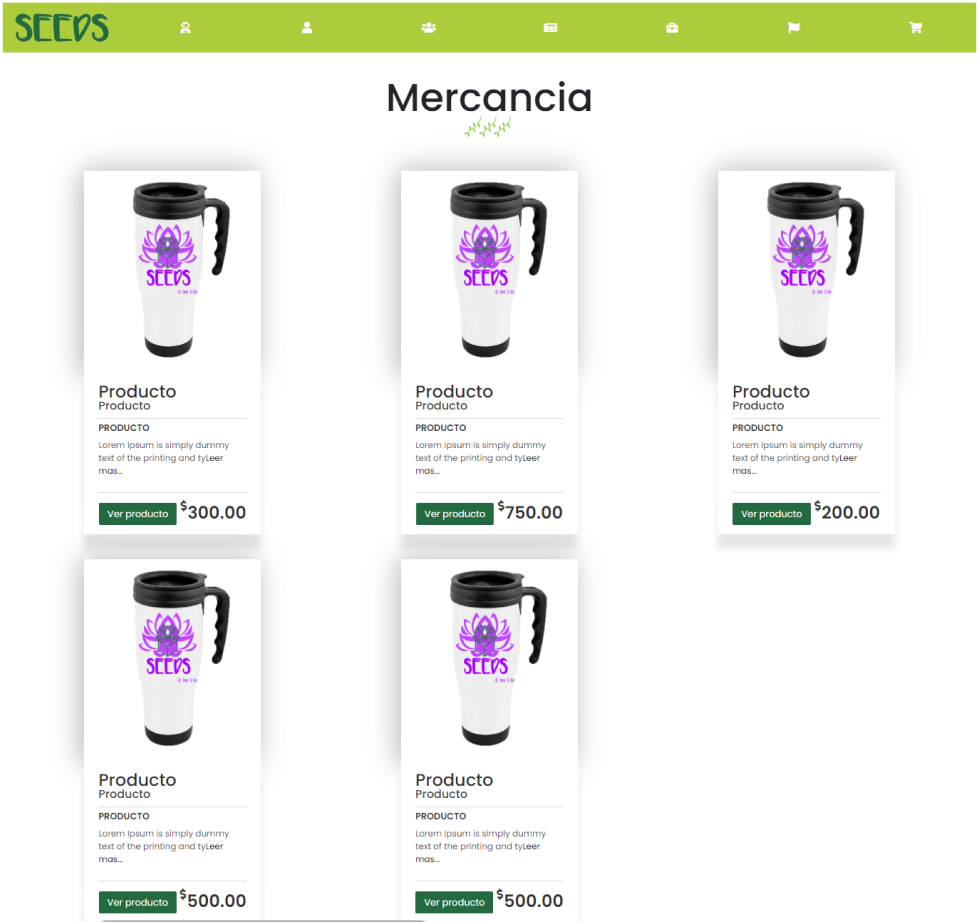 SEEDS
Mercancia
SEEDS
Producto
Producto
PRODUCTO
Lorem Ipsum is simply dummy
text of the printing and tyLeer
mas...
Ver producto $300.00
SEEDS
Producto
Producto
PRODUCTO
Lorem Ipsum is simply dummy
text of the printing and tyLeer
mas...
Ver producto $750.00
SEEDS
Producto
Producto
PRODUCTO
Lorem Ipsum is simply dummy
text of the printing and tyLeer
mas...
Ver producto $200.00
SEEDS
Producto
Producto
PRODUCTO
Lorem Ipsum is simply dummy
text of the printing and tyLeer
mas...
Ver producto $500.00
SEEDS
Producto
Producto
PRODUCTO
Lorem Ipsum is simply dummy
text of the printing and tyLeer
mas...
Ver producto $500.00